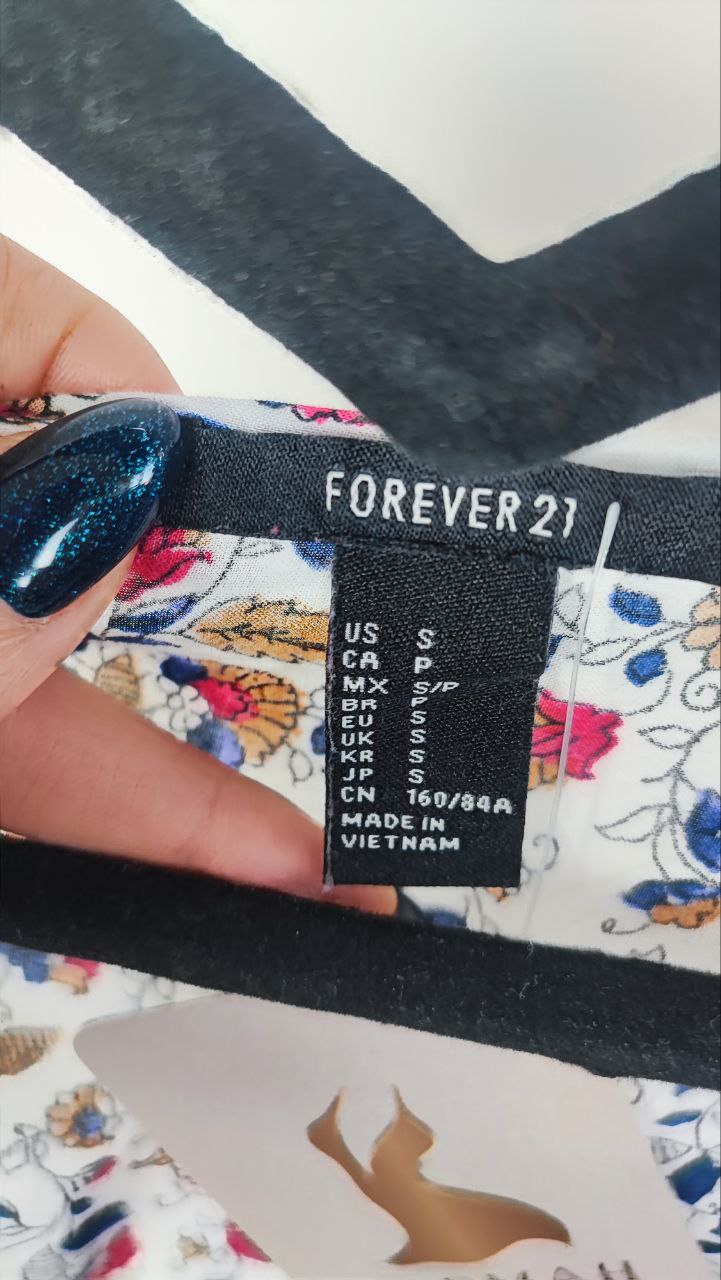 FOREVER 21
US S
CA P
MX S/P
BR P
EU S
UK S
KR S
JP S
CN 160/84A
MADE IN
VIETNAM